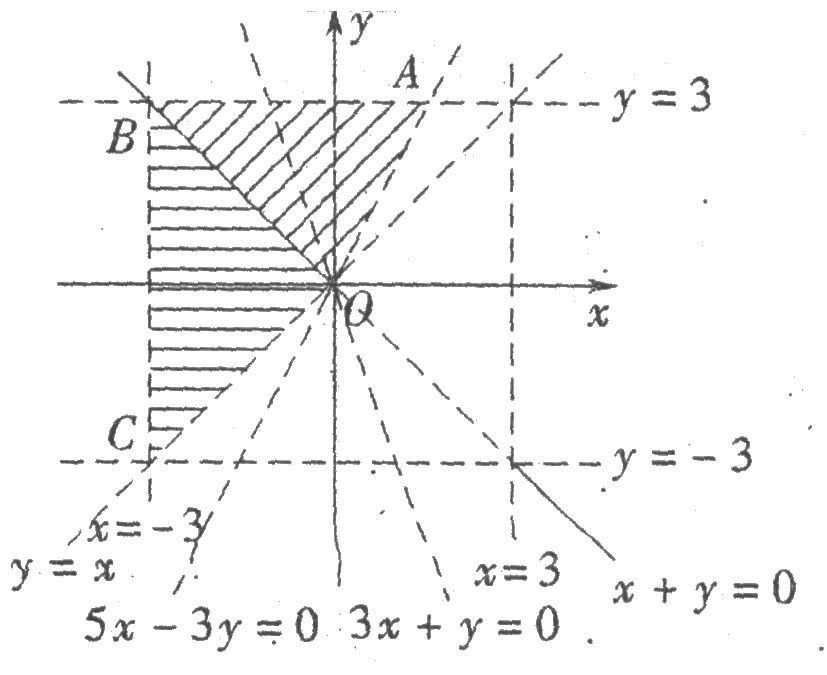 y
A
y = 3
B
O
x
C
y = - 3
x = - 3
y = x
x = 3
x + y = 0
5x - 3y = 0
3x + y = 0